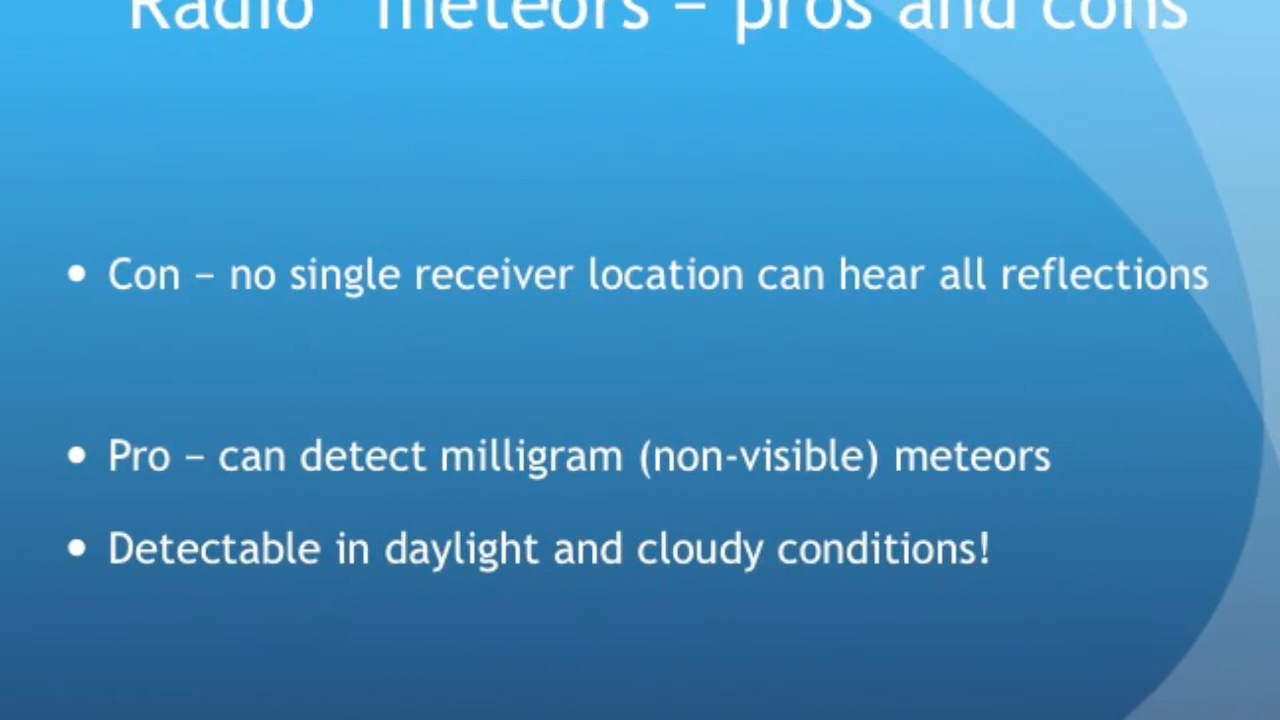 Radio meteors – pros and cons
• Con – no single receiver location can hear all reflections
• Pro – can detect milligram (non-visible) meteors
• Detectable in daylight and cloudy conditions!